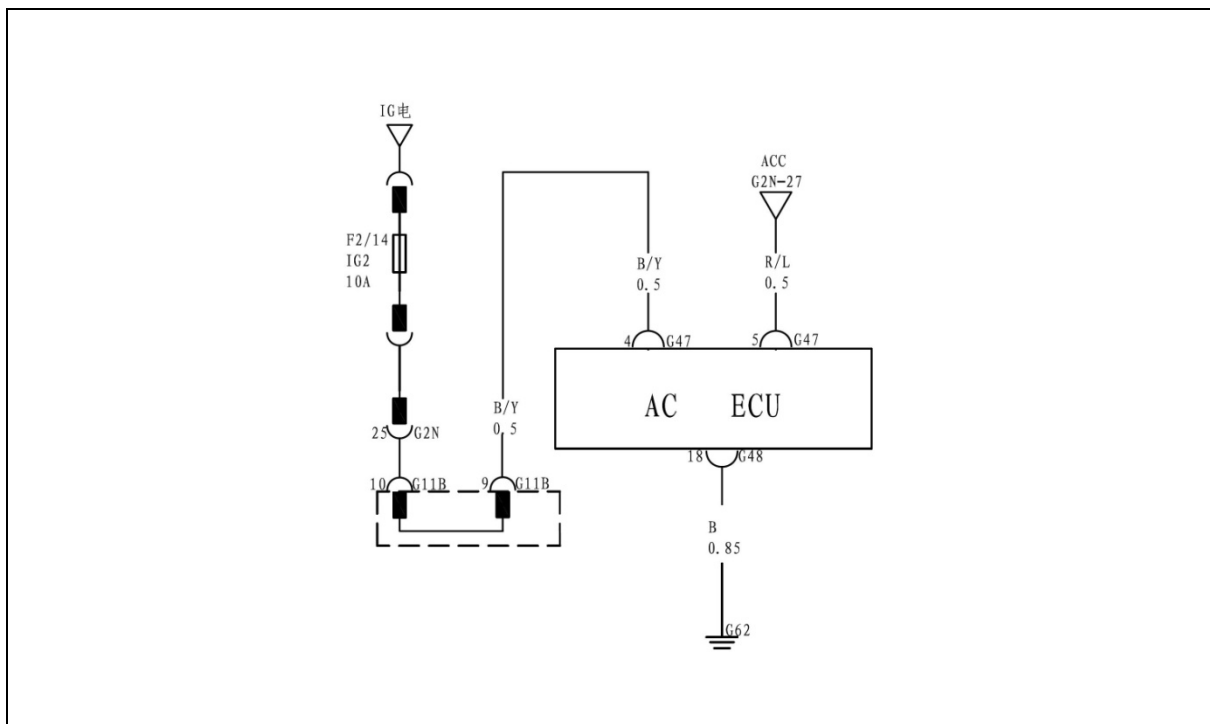 IG电
ACC
G2N-27
F2/14
IG2
10A
B/Y
0.5
R/L
0.5
4 G47
5 G47
AC ECU
B/Y
0.5
25 G2N
18 G48
10 G11B
9 G11B
B
0.85
G62